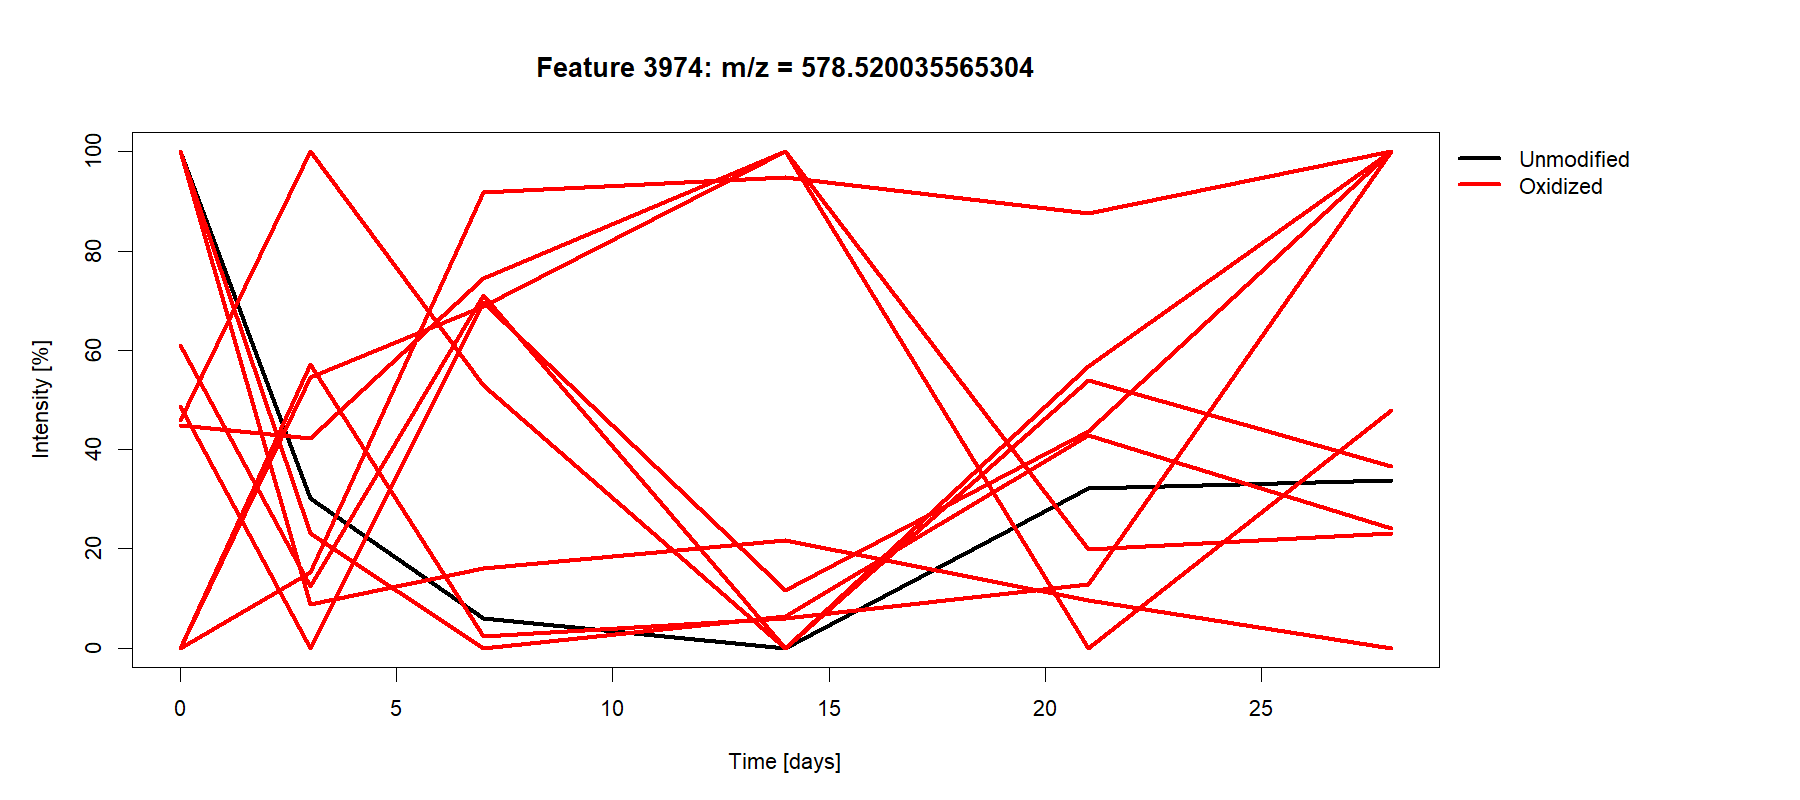 Feature 3974: m/z = 578.520035565304
Unmodified
Oxidized
Intensity [%]
100
80
60
40
20
0
0 5 10 15 20 25
Time [days]